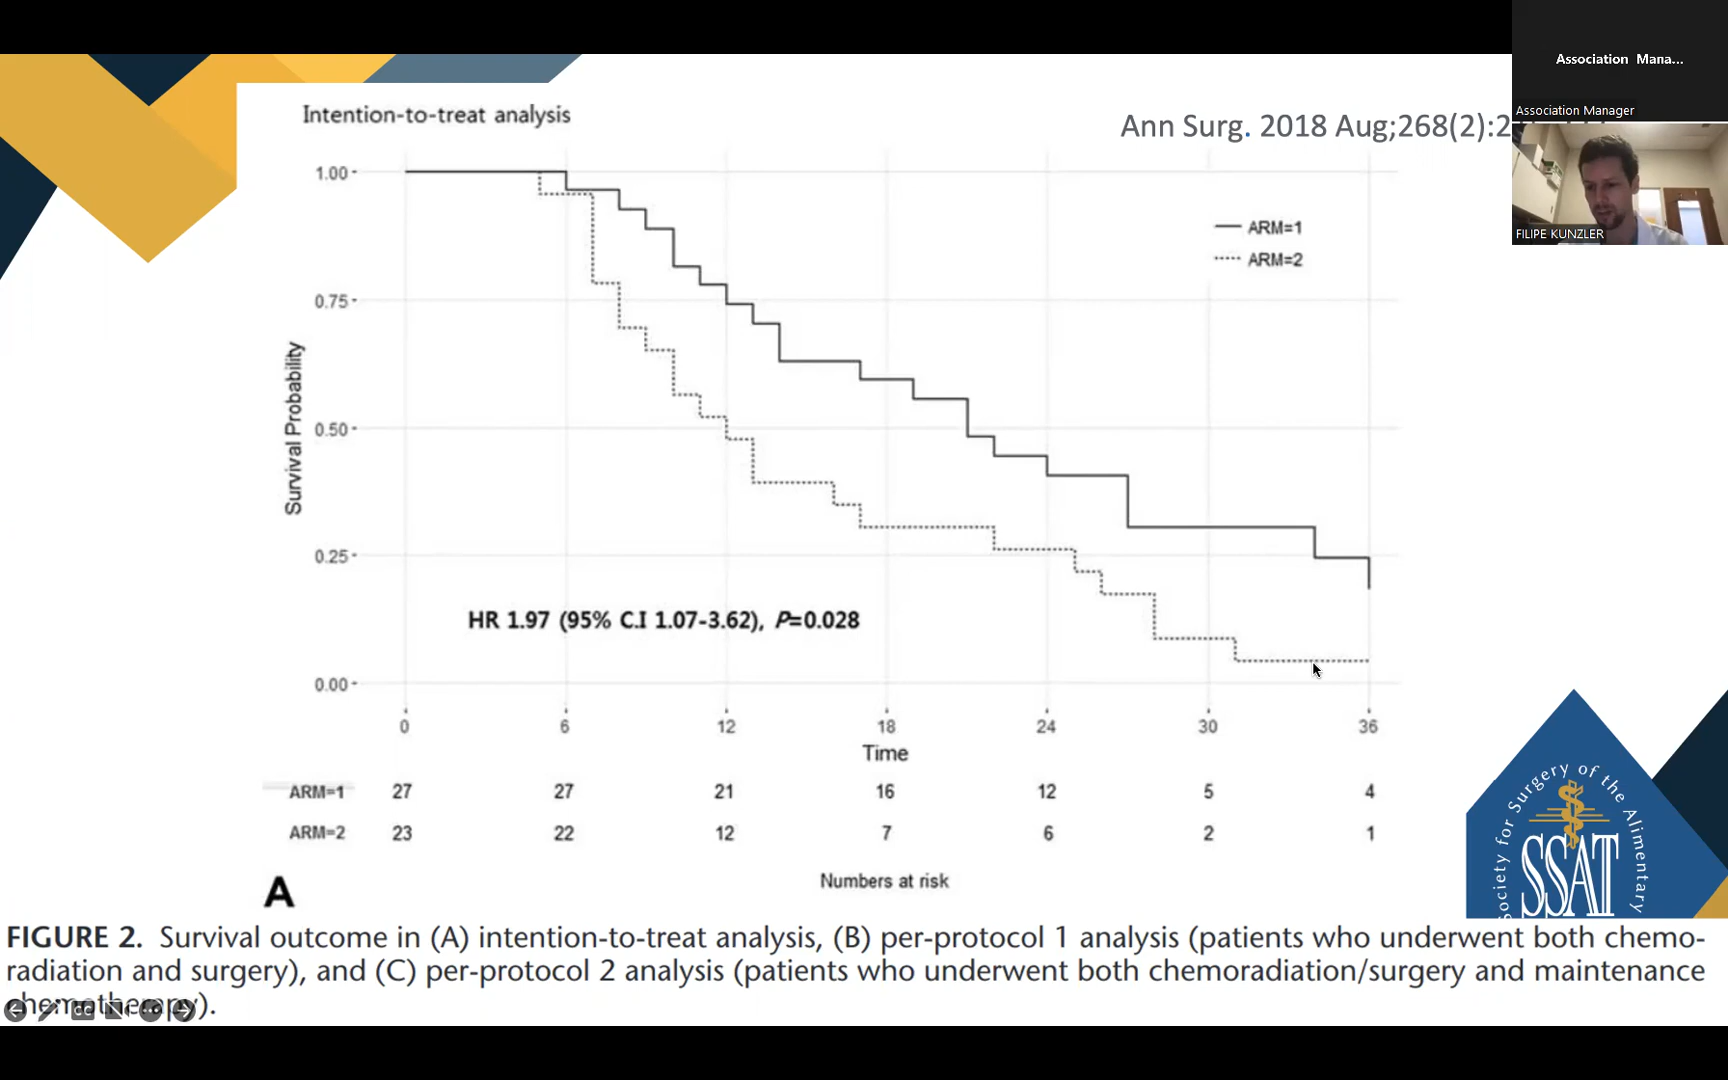 Association Mana...
Association Manager
FILIPE KUNZLER
Intention-to-treat analysis
Ann Surg. 2018 Aug;268(2):2
ARM=1
ARM=2
Survival Probability
1.00
0.75
0.50
0.25
0.00
HR 1.97 (95% C.I 1.07-3.62), P=0.028
0 6 12 18 24 30 36
Time
ARM=1 27 27 21 16 12 5 4
ARM=2 23 22 12 7 6 2 1
Numbers at risk
A
Society for Surgery of the Alimentary
SSAT
FIGURE 2. Survival outcome in (A) intention-to-treat analysis, (B) per-protocol 1 analysis (patients who underwent both chemo-
radiation and surgery), and (C) per-protocol 2 analysis (patients who underwent both chemoradiation/surgery and maintenance
chemotherapy).
CC